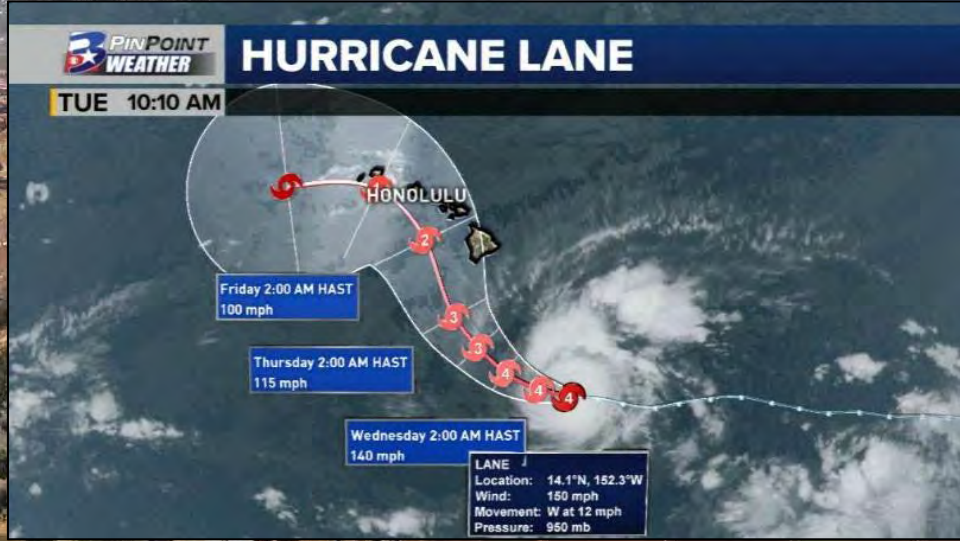 PINPOINT
WEATHER
HURRICANE LANE
TUE 10:10 AM
1
HONOLULU
2
Friday 2:00 AM HAST
100 mph
3
3
Thursday 2:00 AM HAST
115 mph
4
4
4
Wednesday 2:00 AM HAST
140 mph
LANE
Location: 14.1°N, 152.3°W
Wind: 150 mph
Movement: W at 12 mph
Pressure: 950 mb